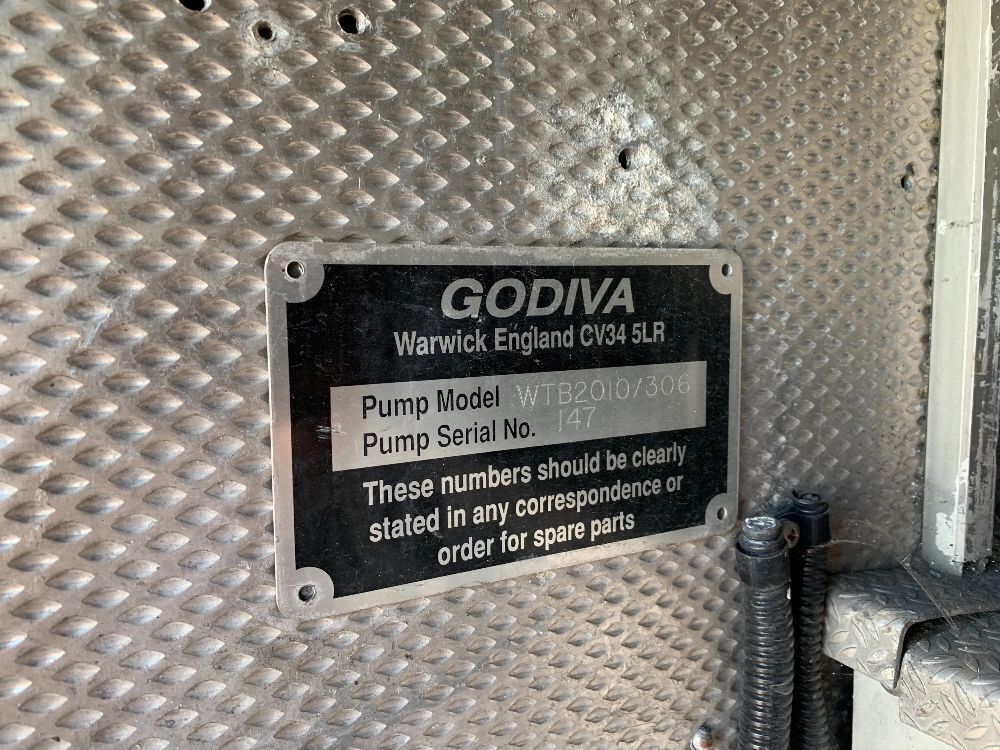 GODIVA
Warwick England CV34 5LR
Pump Model WTB2010/306
Pump Serial No. 147
These numbers should be clearly
stated in any correspondence or
order for spare parts